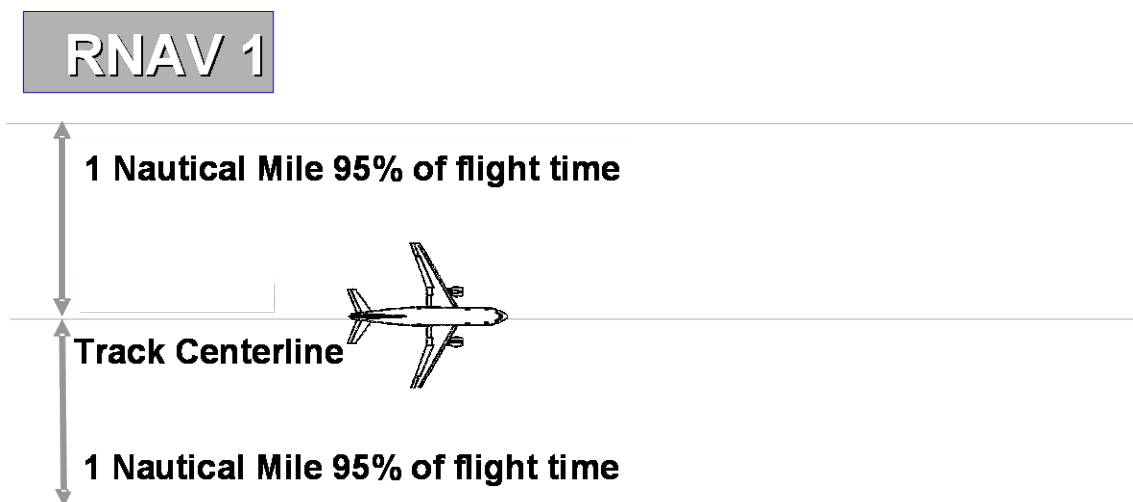 RNAV 1
1 Nautical Mile 95% of flight time
Track Centerline
1 Nautical Mile 95% of flight time